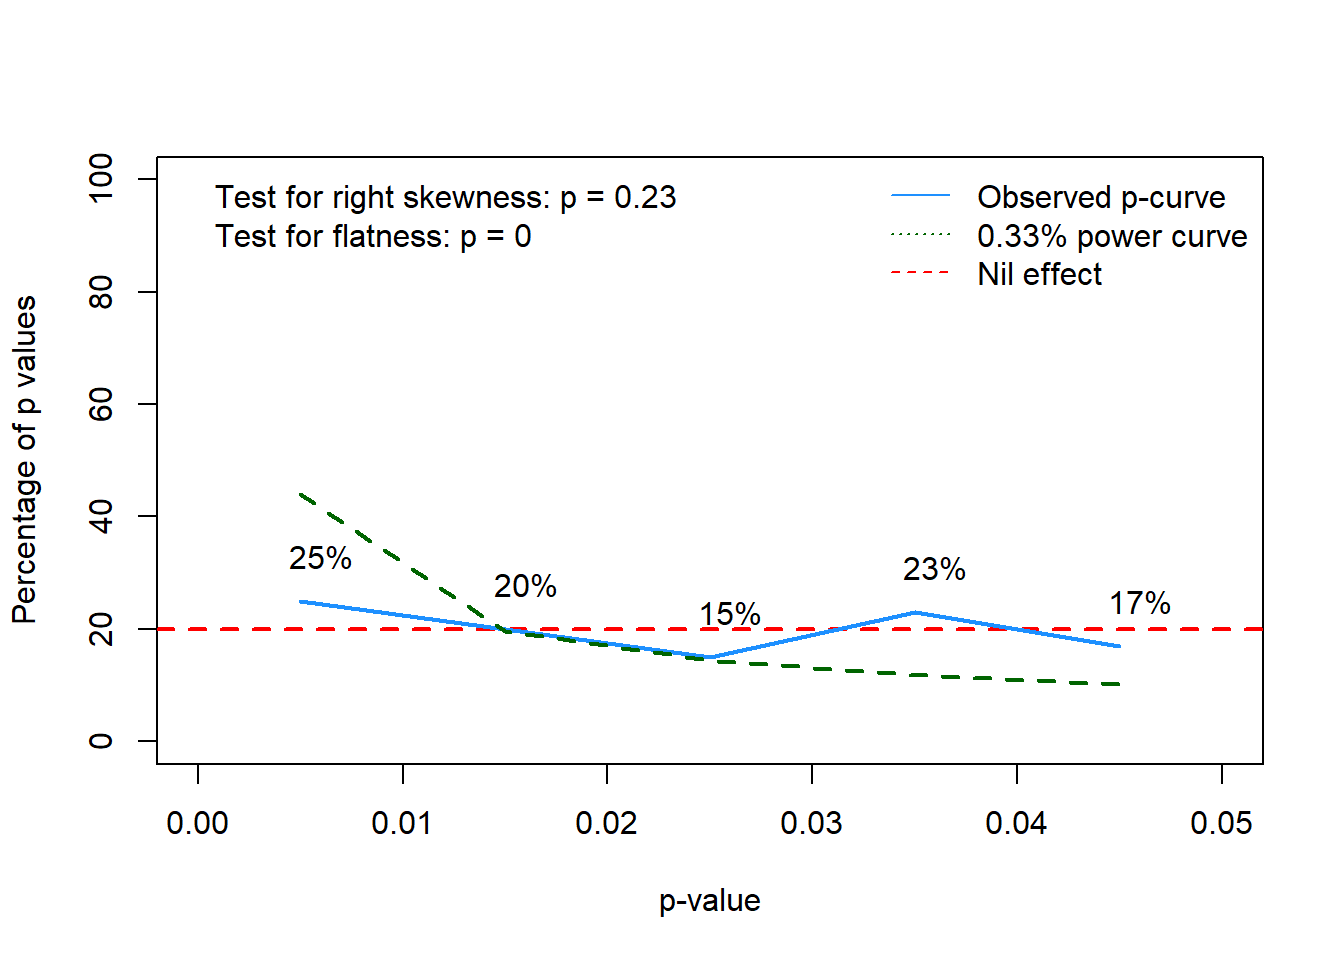 Test for right skewness: p = 0.23
Test for flatness: p = 0
Observed p-curve
0.33% power curve
Nil effect
Percentage of p values
100
80
60
40
20
0
25%
20%
15%
23%
17%
0.00
0.01
0.02
0.03
0.04
0.05
p-value